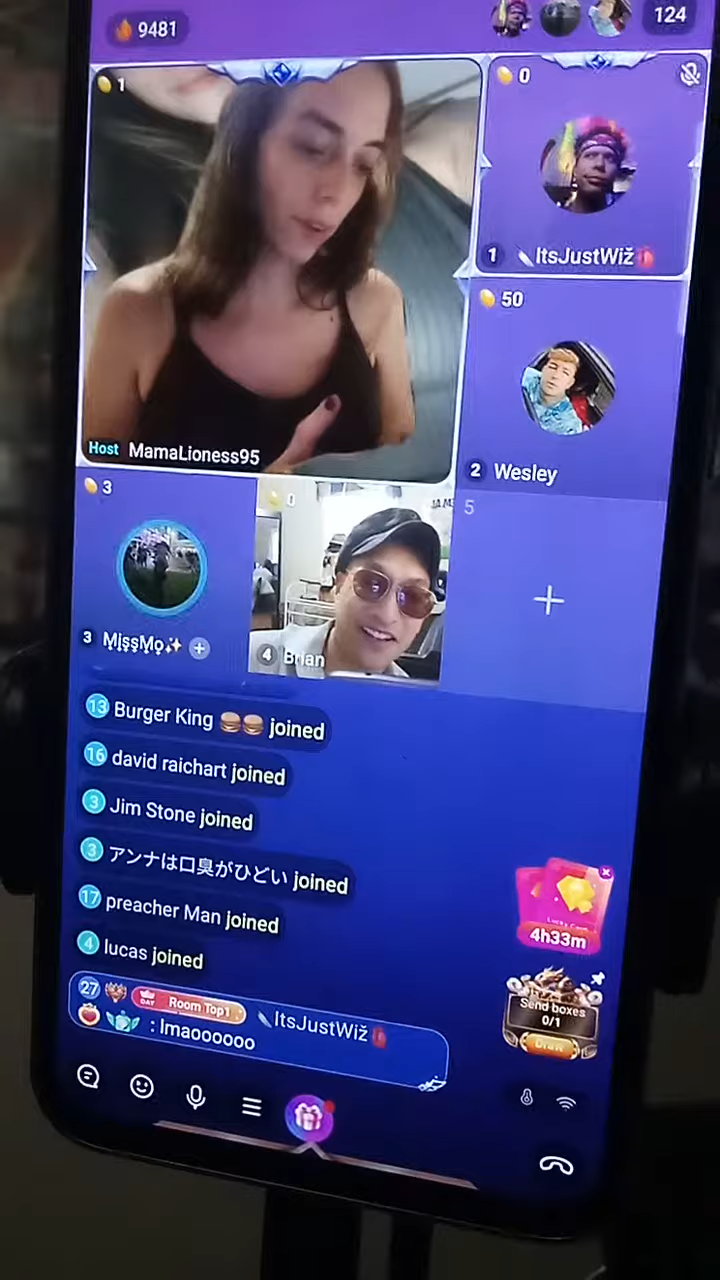 9481
124
1
0
Host MamaLioness95
1 ItsJustWiž
50
2 Wesley
3
3 MissMo✨
0
4 Brian
5
13 Burger King 🍔🍔 joined
16 david raichart joined
3 Jim Stone joined
3 アンナは口臭がひどい joined
17 preacher Man joined
4 lucas joined
4h33m
Send boxes
0/1
Draw
27 DAY Room Top1 ItsJustWiž
: lmaoooooo